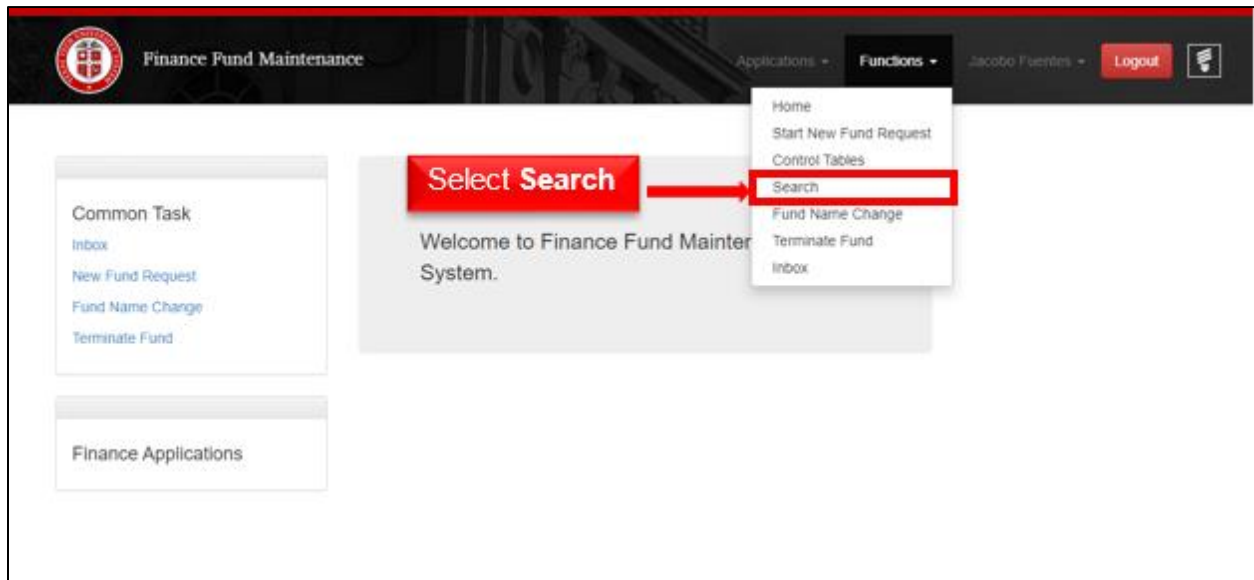 Finance Fund Maintenance
Applications
Functions
Jacobo Fuentes
Logout
Home
Start New Fund Request
Control Tables
Search
Fund Name Change
Terminate Fund
Inbox
Select Search
Common Task
Inbox
New Fund Request
Fund Name Change
Terminate Fund
Welcome to Finance Fund Mainten
System.
Finance Applications